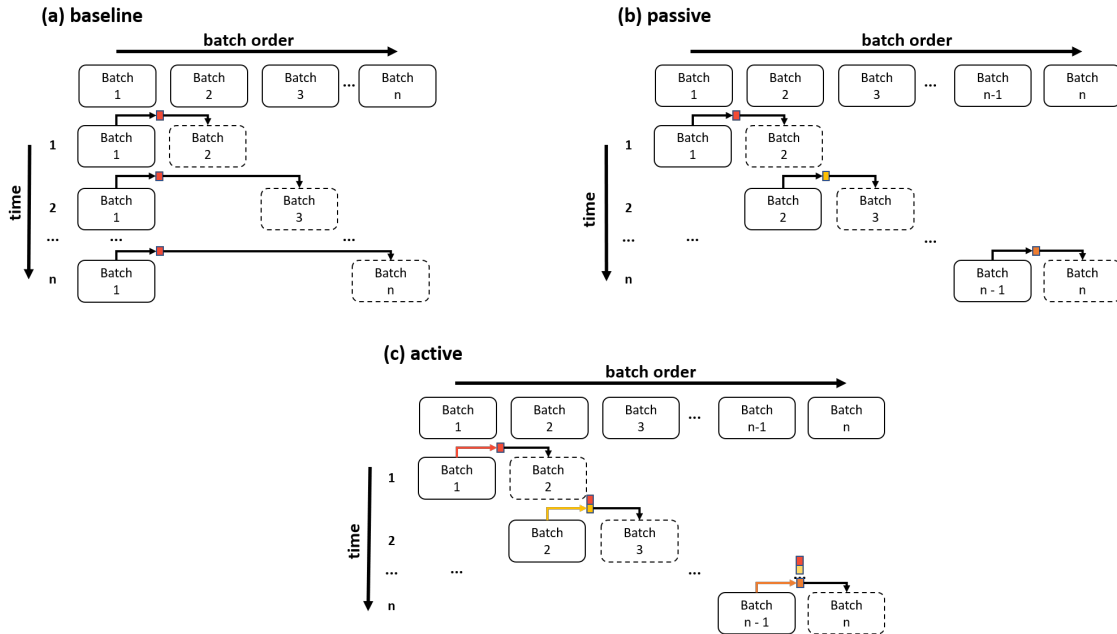 (a) baseline
batch order
Batch
1
Batch
2
Batch
3
...
Batch
n
time
1
Batch
1
Batch
2
2
Batch
1
Batch
3
...
...
...
n
Batch
1
Batch
n
(b) passive
batch order
Batch
1
Batch
2
Batch
3
...
Batch
n-1
Batch
n
time
1
Batch
1
Batch
2
2
Batch
2
Batch
3
...
...
...
n
Batch
n - 1
Batch
n
(c) active
batch order
Batch
1
Batch
2
Batch
3
...
Batch
n-1
Batch
n
time
1
Batch
1
Batch
2
2
Batch
2
Batch
3
...
...
...
n
Batch
n - 1
Batch
n